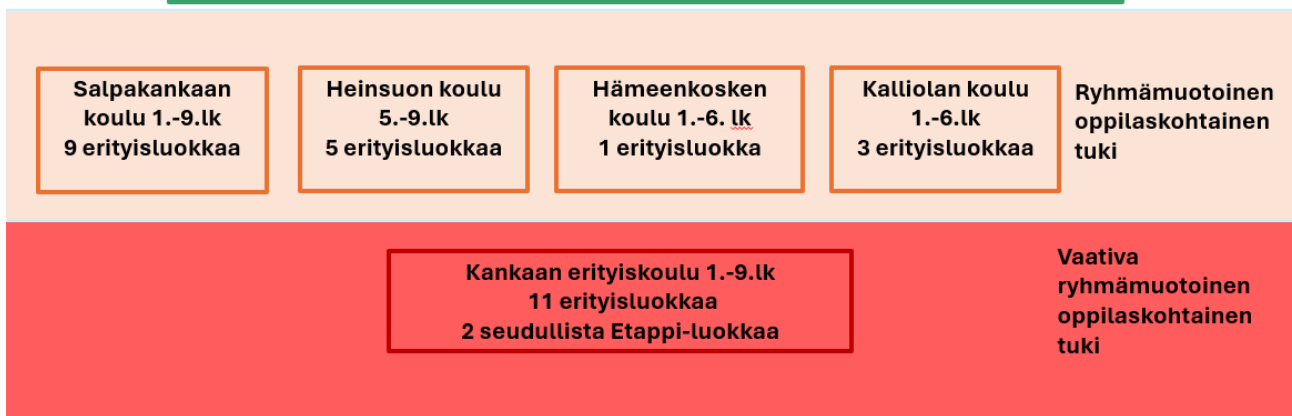 Salpakankaan
koulu 1.-9.lk
9 erityisluokkaa
Heinsuon koulu
5.-9.lk
5 erityisluokkaa
Hämeenkosken
koulu 1.-6. lk
1 erityisluokka
Kalliolan koulu
1.-6.lk
3 erityisluokkaa
Ryhmämuotoinen
oppilaskohtainen
tuki
Kankaan erityiskoulu 1.-9.lk
11 erityisluokkaa
2 seudullista Etappi-luokkaa
Vaativa
ryhmämuotoinen
oppilaskohtainen
tuki